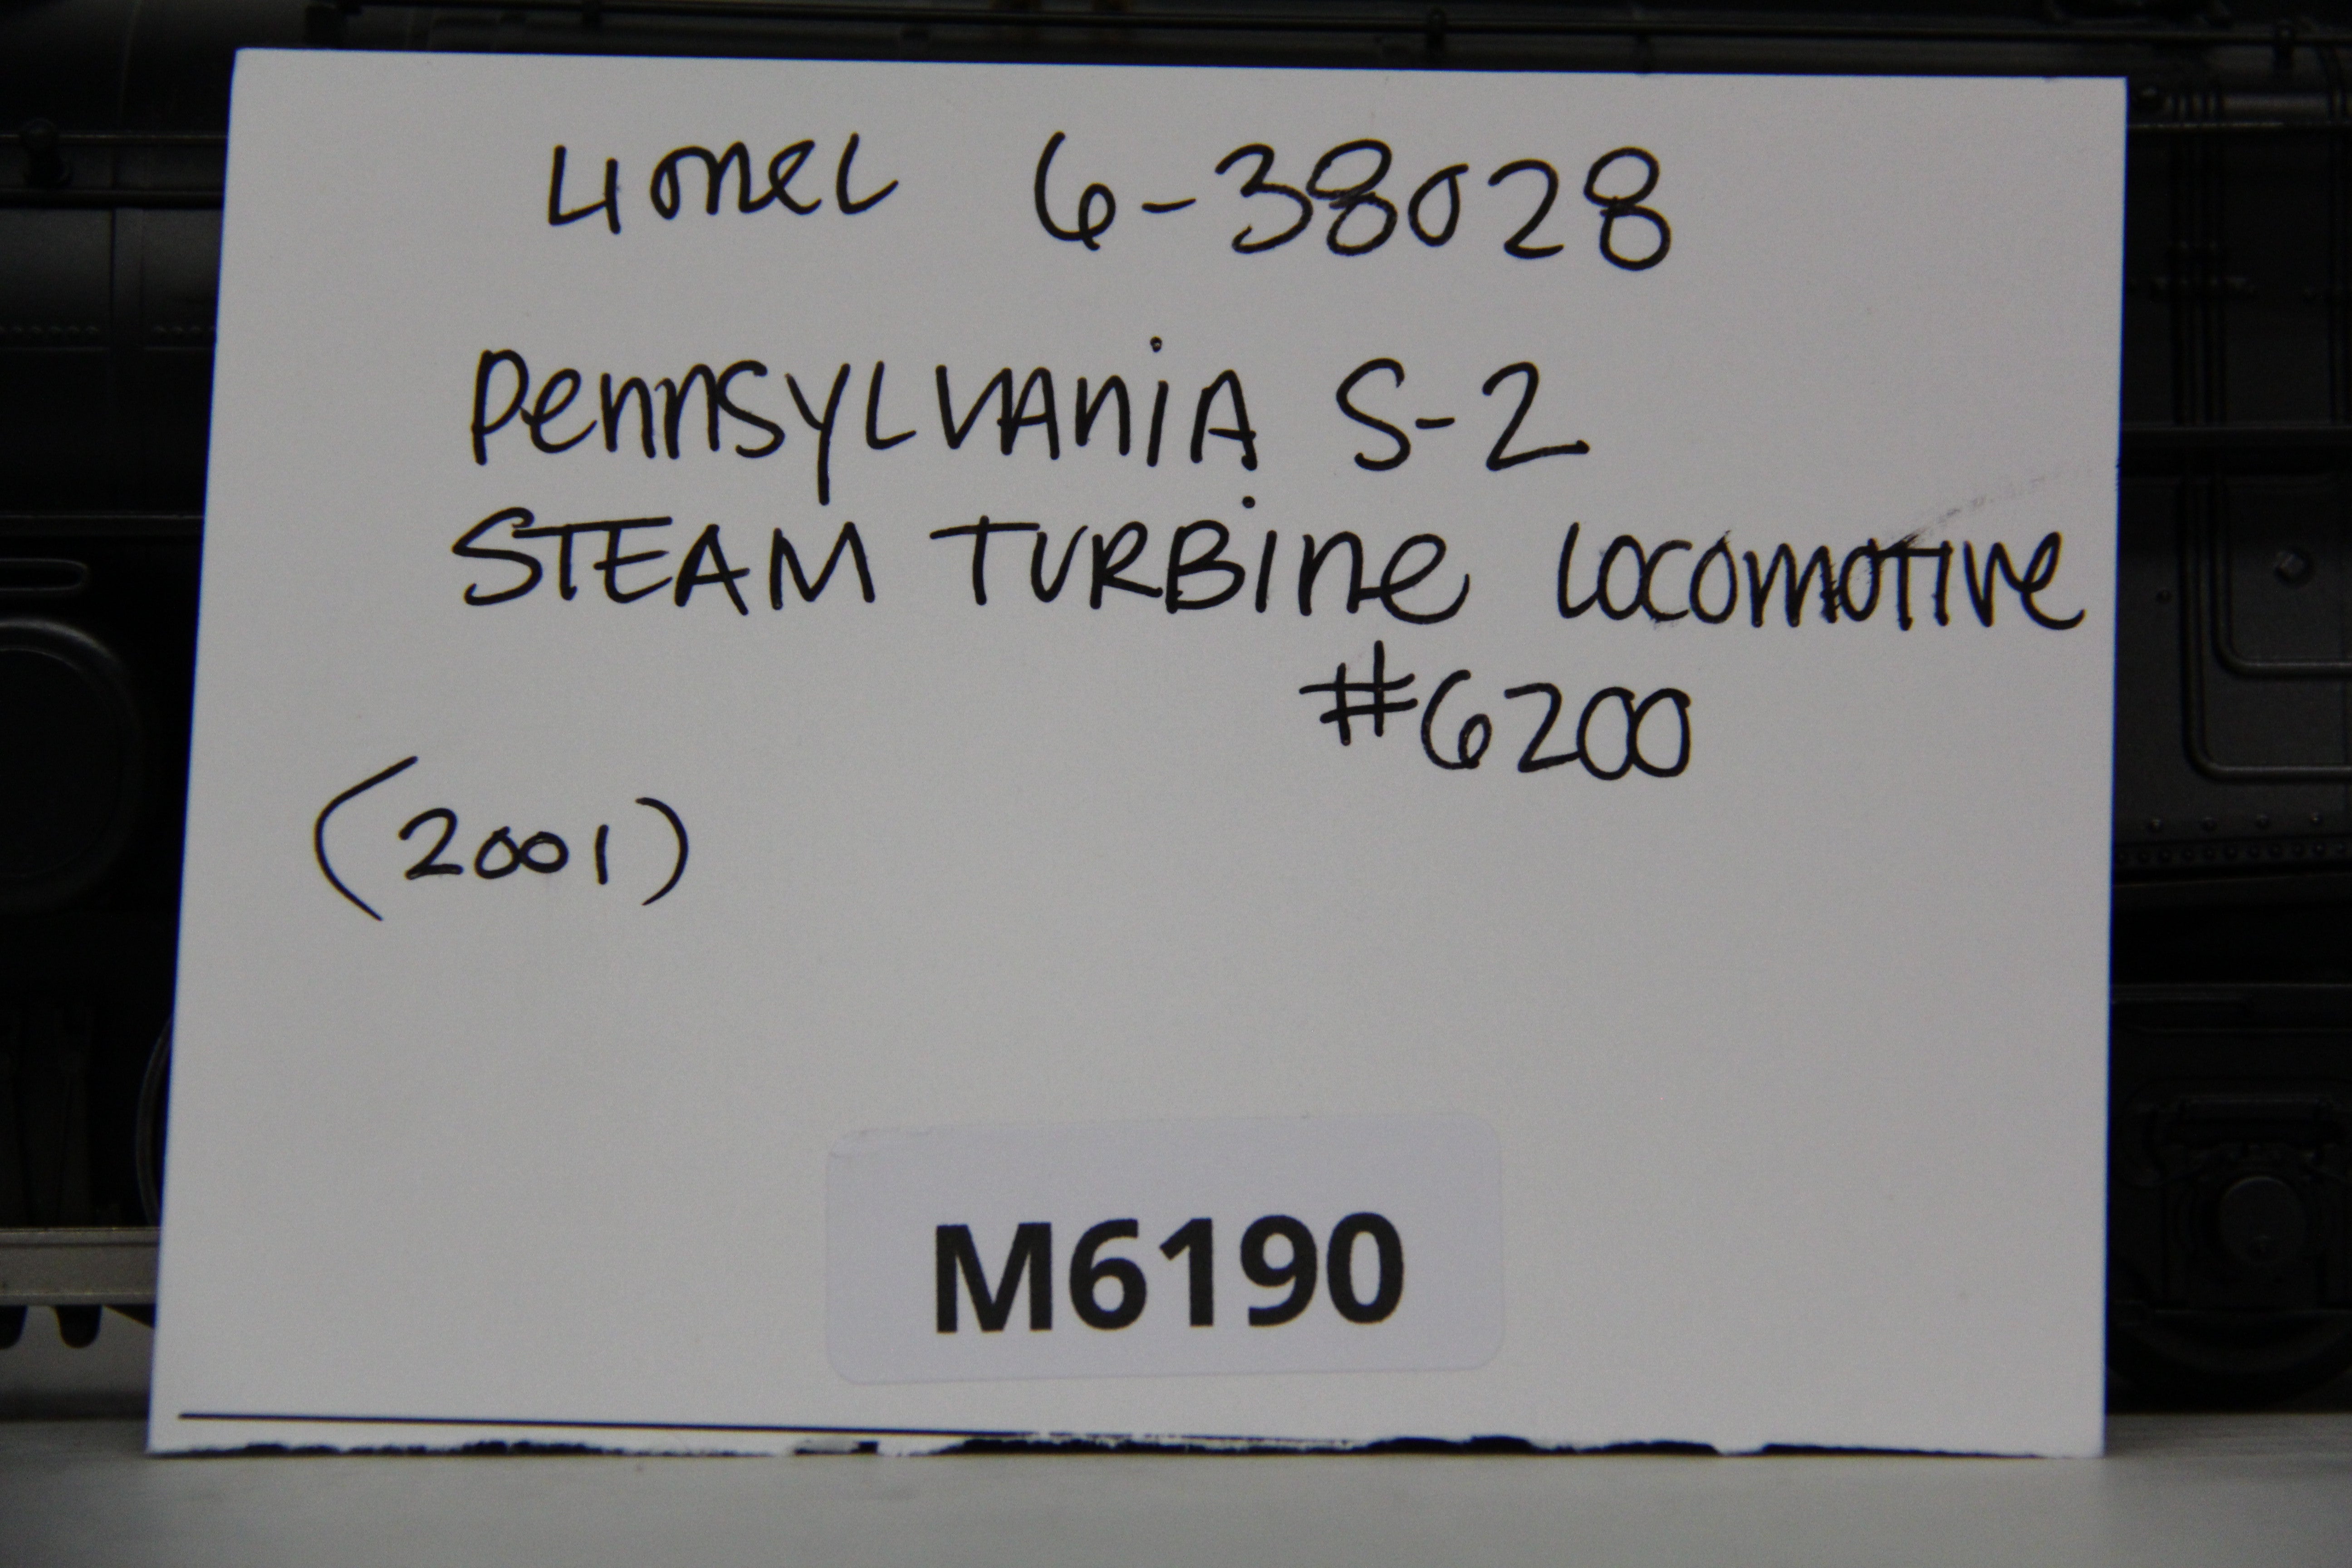 Lionel 6-38028
Pennsylvania S-2
STEAM TURBine Locomotive
#6200
(2001)
M6190